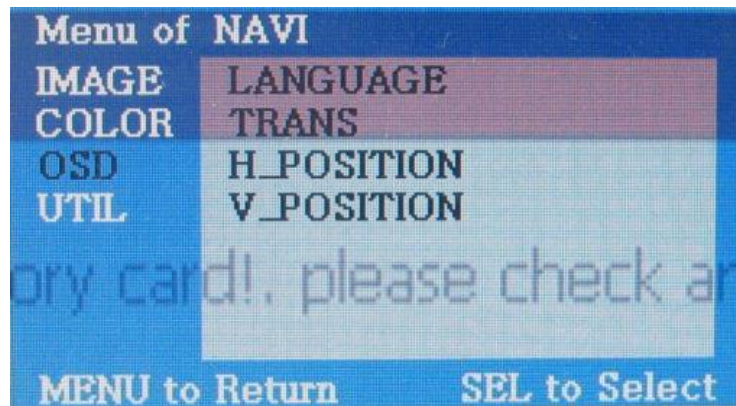 Menu of NAVI
IMAGE LANGUAGE
COLOR TRANS
OSD H_POSITION
UTIL V_POSITION
ory card!, please check
MENU to Return SEL to Select